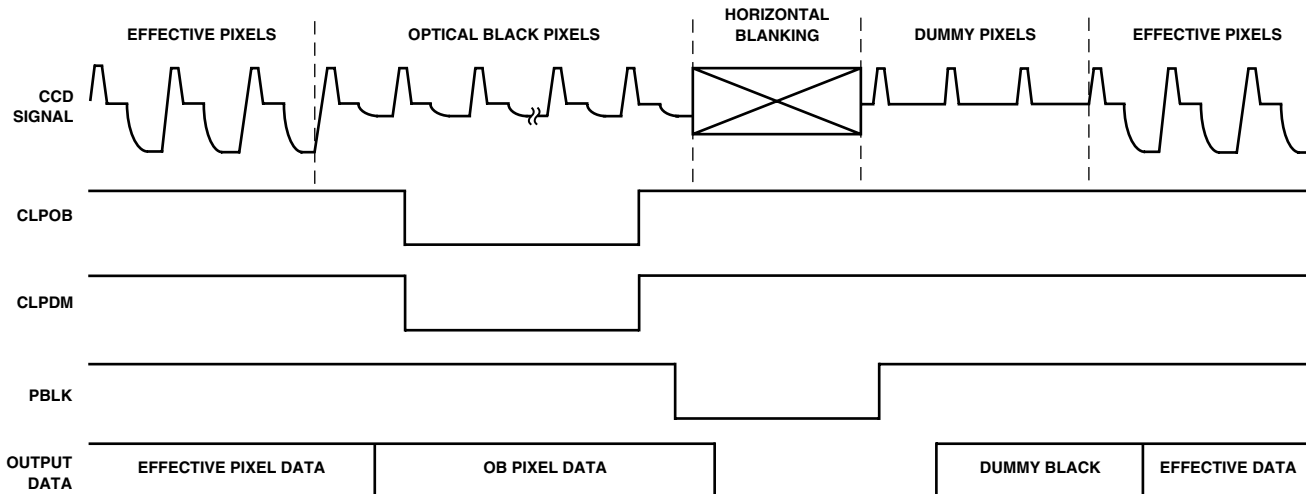 EFFECTIVE PIXELS
OPTICAL BLACK PIXELS
HORIZONTAL
BLANKING
DUMMY PIXELS
EFFECTIVE PIXELS
CCD
SIGNAL
CLPOB
CLPDM
PBLK
OUTPUT
DATA
EFFECTIVE PIXEL DATA
OB PIXEL DATA
DUMMY BLACK
EFFECTIVE DATA